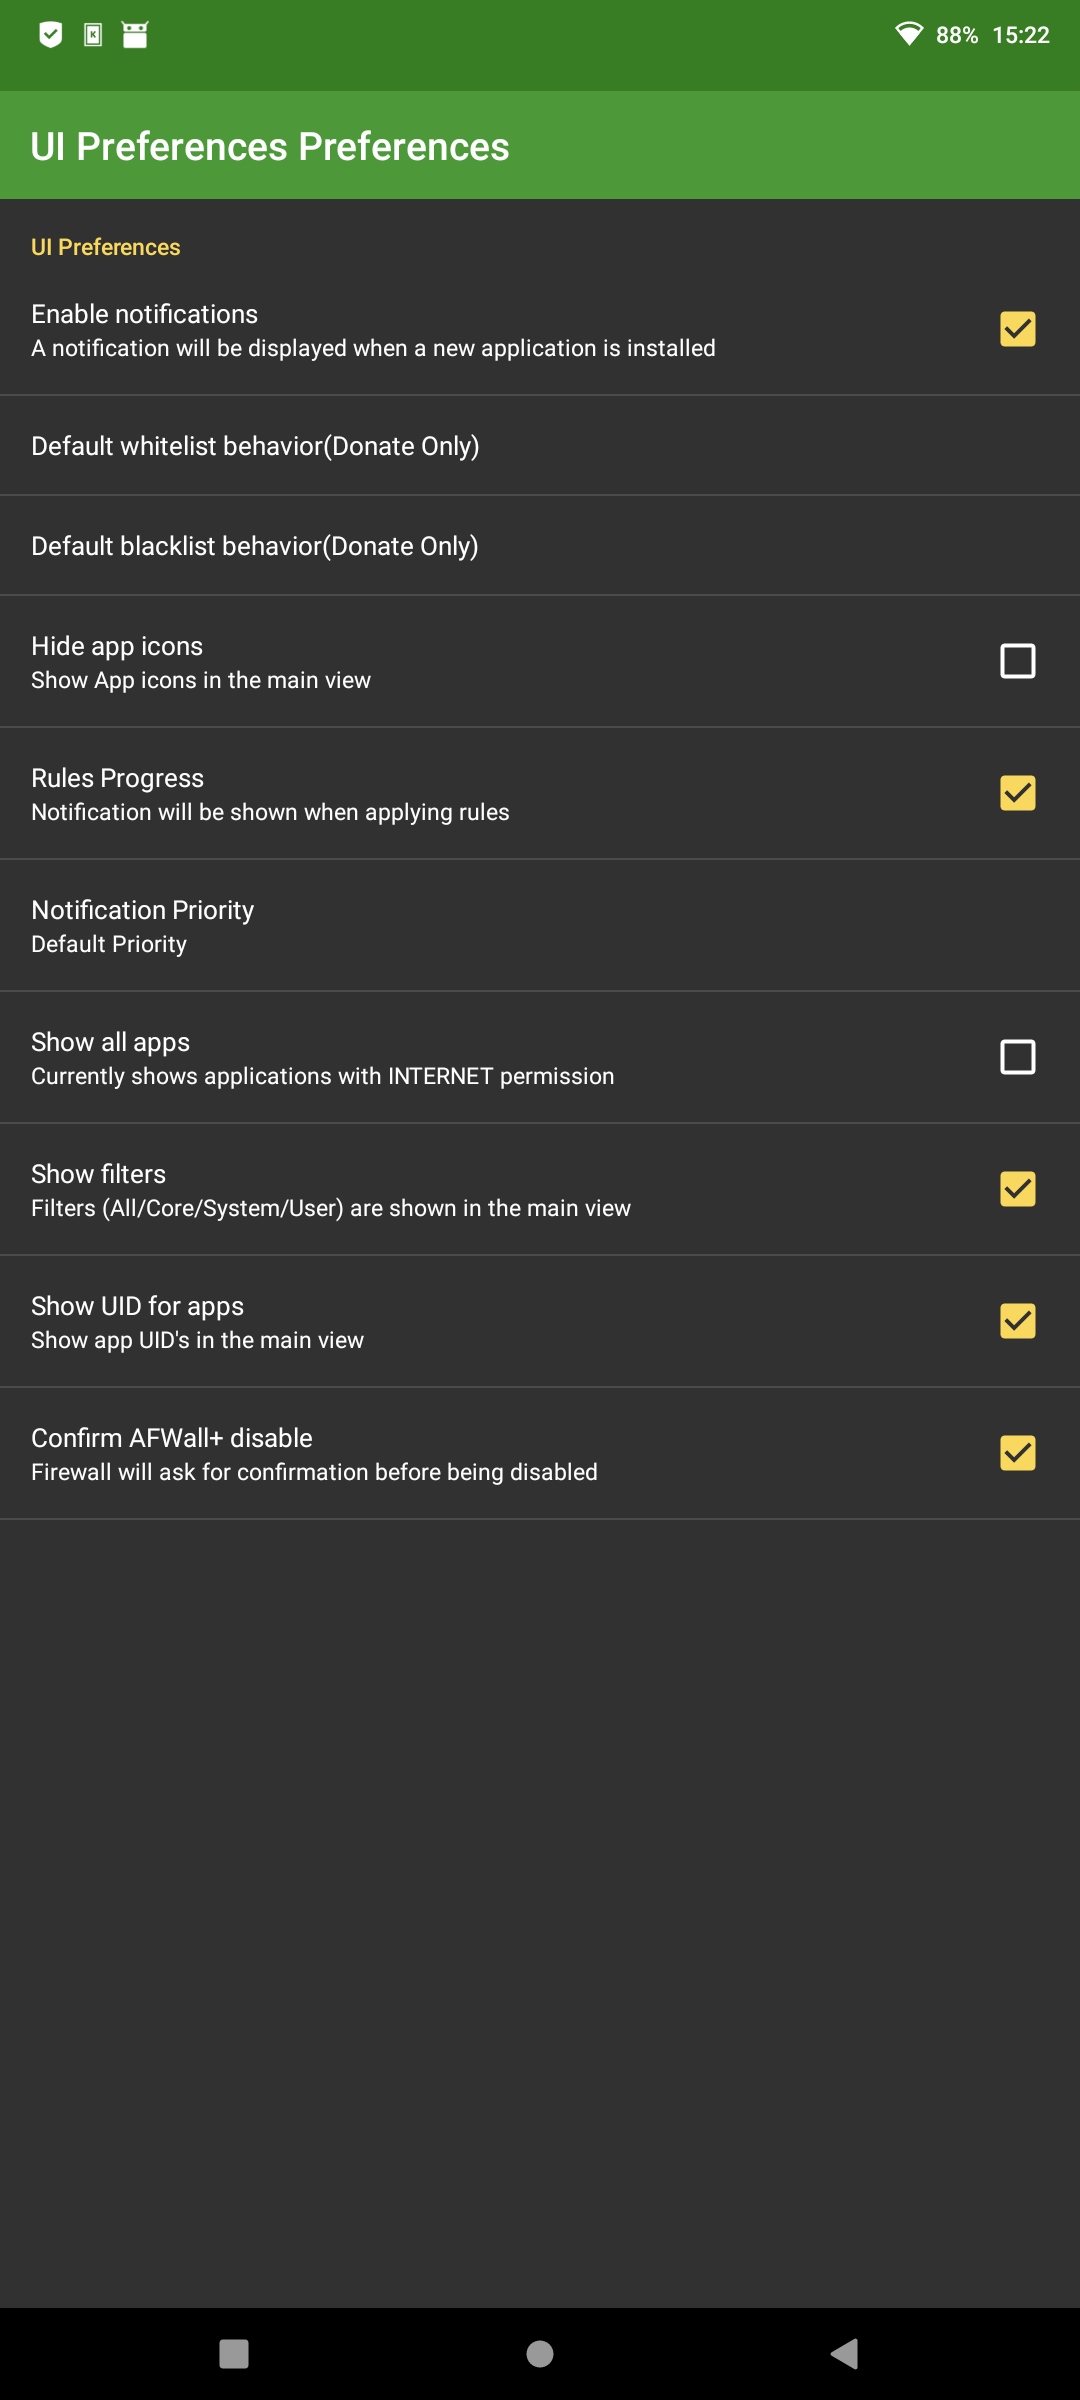 88% 15:22
UI Preferences Preferences
UI Preferences
Enable notifications
A notification will be displayed when a new application is installed
Default whitelist behavior(Donate Only)
Default blacklist behavior(Donate Only)
Hide app icons
Show App icons in the main view
Rules Progress
Notification will be shown when applying rules
Notification Priority
Default Priority
Show all apps
Currently shows applications with INTERNET permission
Show filters
Filters (All/Core/System/User) are shown in the main view
Show UID for apps
Show app UID's in the main view
Confirm AFWall+ disable
Firewall will ask for confirmation before being disabled